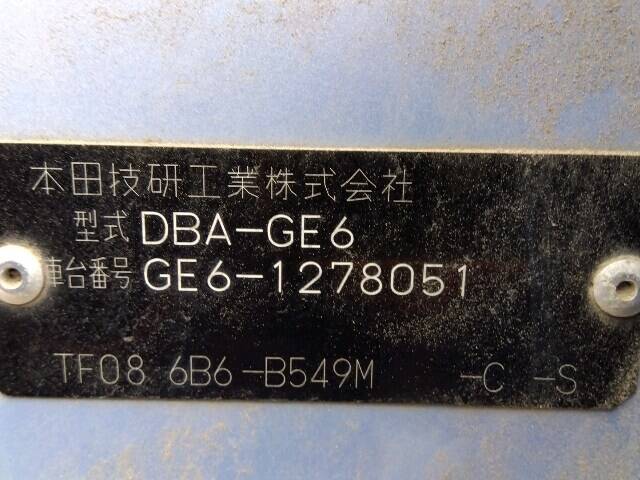 本田技研工業株式会社
型式 DBA-GE6
車台番号 GE6-1278051
TF08 6B6-B549M -C -S